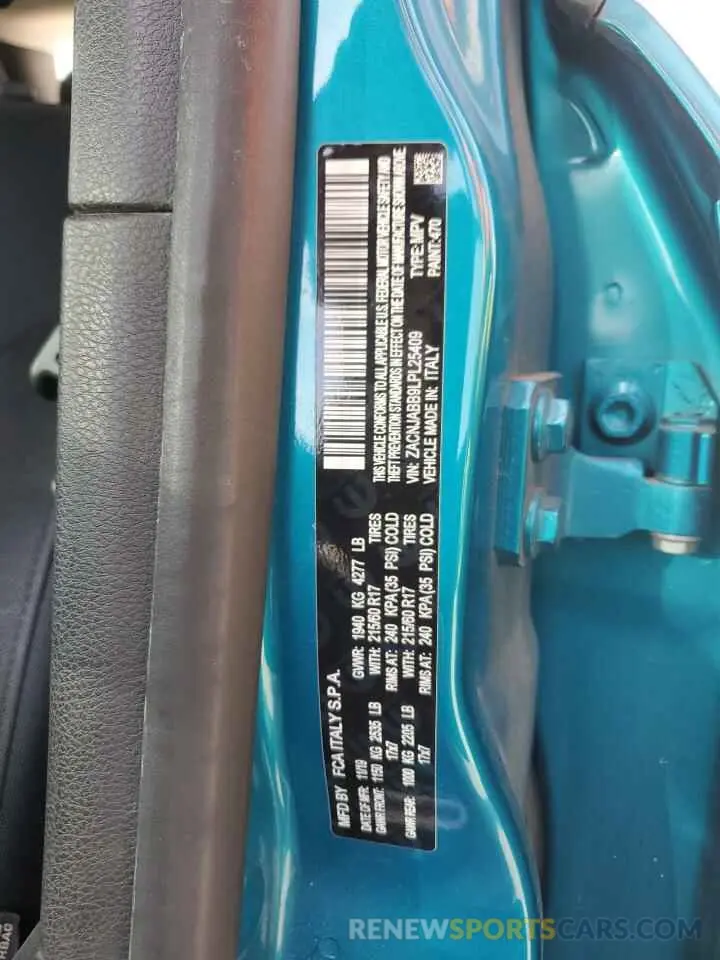 MFD BY FCA ITALY S.P.A.
DATE OF MFR: 11/19 GVWR: 1940 KG 4277 LB
GAWR FRONT: 1150 KG 2535 LB WITH: 215/60 R17 TIRES
17x7 RIMS AT: 240 KPA (35 PSI) COLD
GAWR REAR: 1000 KG 2205 LB WITH: 215/60 R17 TIRES
17x7 RIMS AT: 240 KPA (35 PSI) COLD
THIS VEHICLE CONFORMS TO ALL APPLICABLE U.S. FEDERAL MOTOR VEHICLE SAFETY AND
THEFT PREVENTION STANDARDS IN EFFECT ON THE DATE OF MANUFACTURE SHOWN ABOVE
VIN: ZACNJABB9LPL25409 TYPE: MPV
VEHICLE MADE IN: ITALY PAINT: 470
RENEWSPORTSCARS.COM